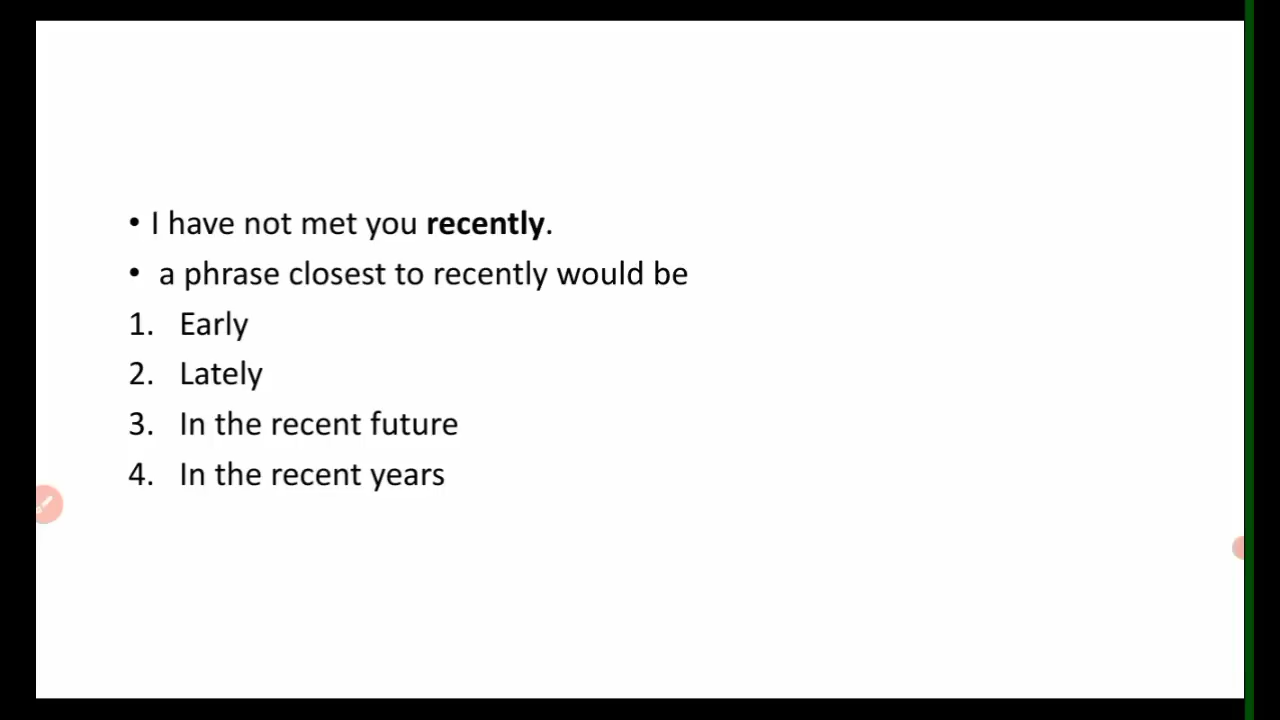 • I have not met you recently.
• a phrase closest to recently would be
1. Early
2. Lately
3. In the recent future
4. In the recent years